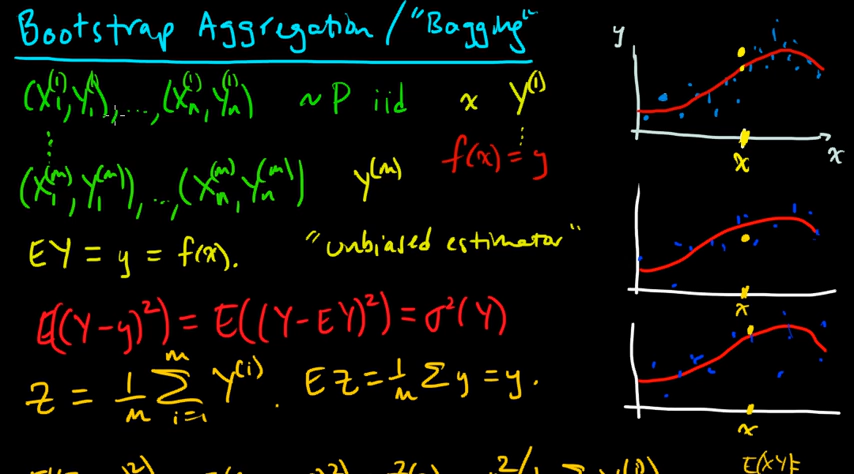 Bootstrap Aggregation / "Bagging"
(X₁⁽¹⁾, Y₁⁽¹⁾), ..., (Xₙ⁽¹⁾, Yₙ⁽¹⁾) ~ P iid x Y⁽¹⁾
⋮ ⋮ f(x) = y
(X₁⁽ᵐ⁾, Y₁⁽ᵐ⁾), ..., (Xₙ⁽ᵐ⁾, Yₙ⁽ᵐ⁾) Y⁽ᵐ⁾
EY = y = f(x). "unbiased estimator"
E((Y-y)²) = E((Y-EY)²) = σ²(Y)
Z = 1/m Σᵢ₌₁ᵐ Y⁽ⁱ⁾. EZ = 1/m Σ y = y.
y
x
x
x
x
E(XY)=